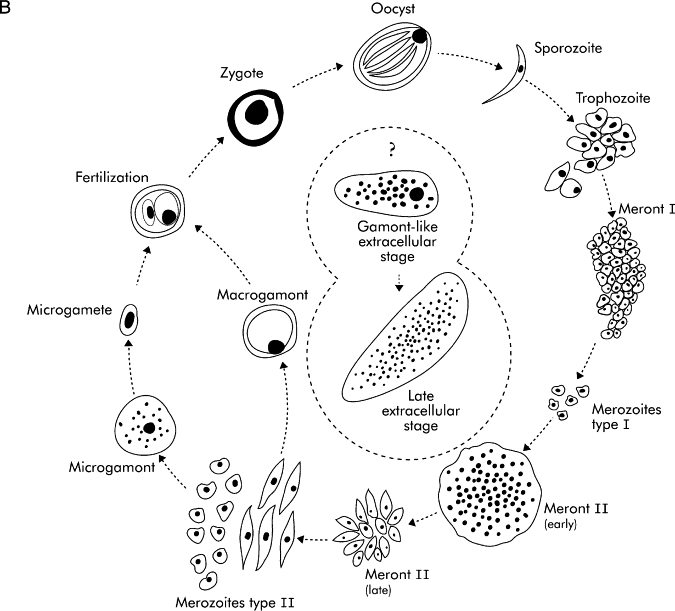 B
Oocyst
Sporozoite
Zygote
Trophozoite
?
Fertilization
Meront I
Gamont-like
extracellular
stage
Macrogamont
Microgamete
Late
extracellular
stage
Merozoites
type I
Microgamont
Meront II
(early)
Meront II
(late)
Merozoites type II